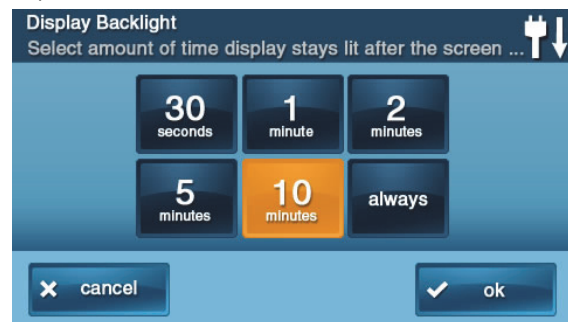 Display Backlight
Select amount of time display stays lit after the screen ...
30 seconds
1 minute
2 minutes
5 minutes
10 minutes
always
cancel
ok